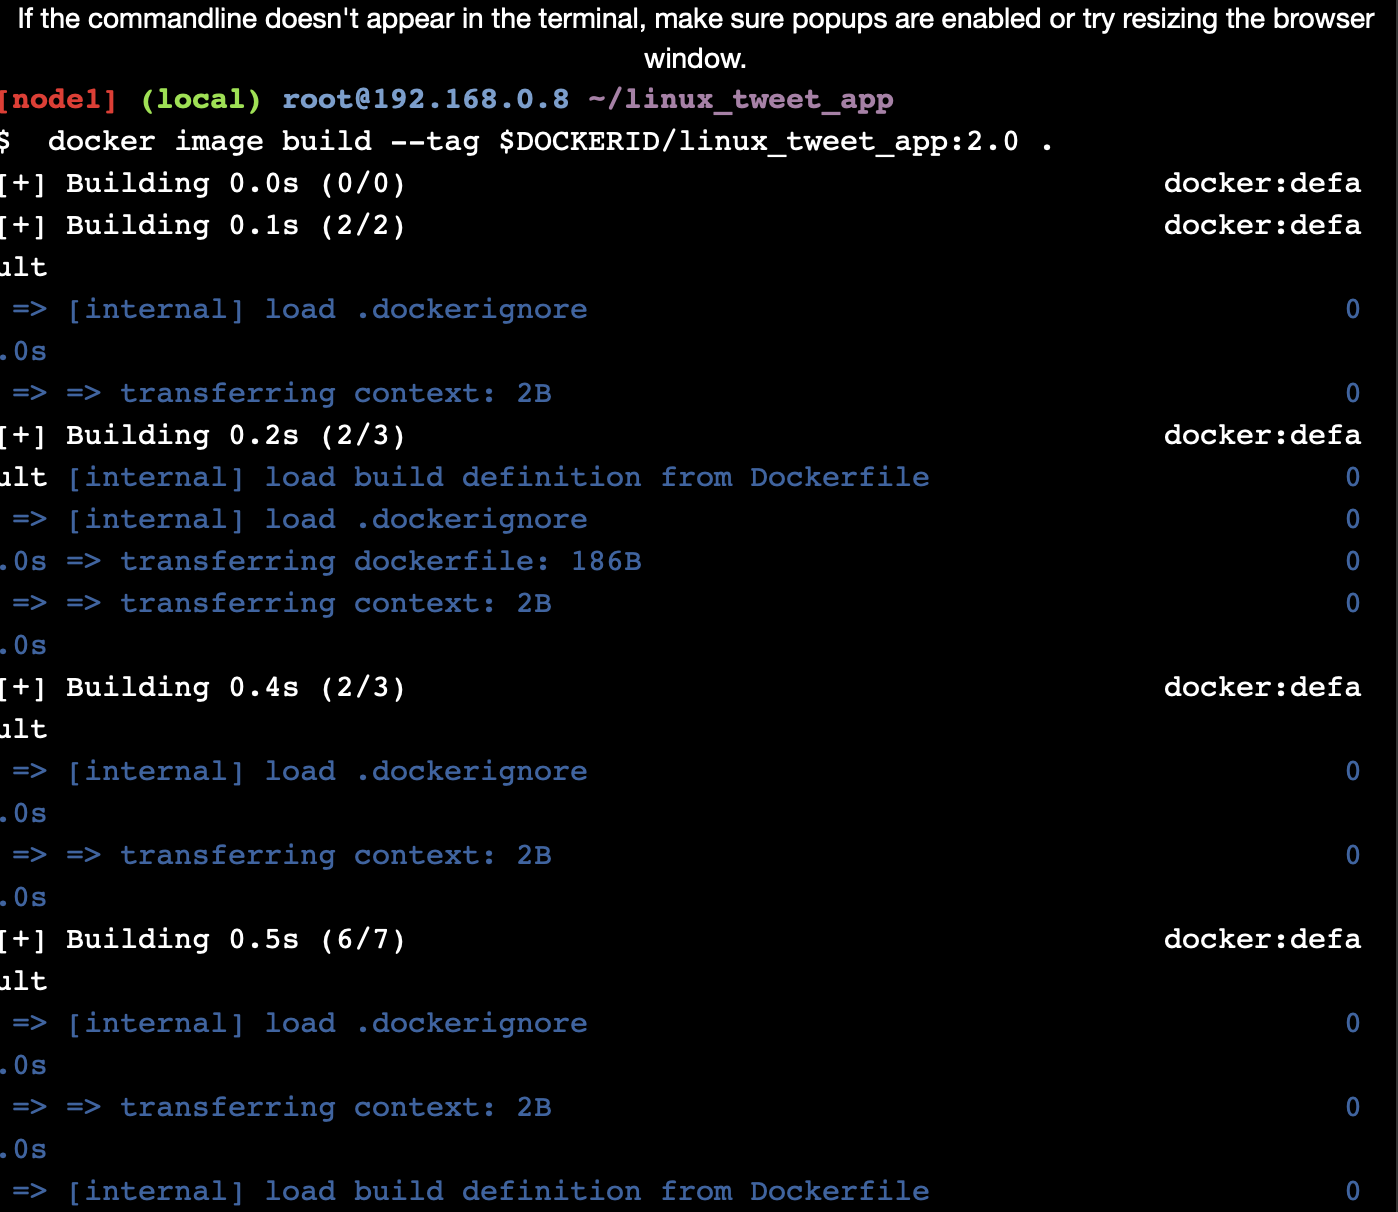 If the commandline doesn't appear in the terminal, make sure popups are enabled or try resizing the browser
window.
[node1] (local) root@192.168.0.8 ~/linux_tweet_app
$  docker image build --tag $DOCKERID/linux_tweet_app:2.0 .
[+] Building 0.0s (0/0) docker:defa
[+] Building 0.1s (2/2) docker:defa
ult
=> [internal] load .dockerignore 0
.0s
=> => transferring context: 2B 0
[+] Building 0.2s (2/3) docker:defa
ult [internal] load build definition from Dockerfile 0
=> [internal] load .dockerignore 0
.0s => transferring dockerfile: 186B 0
=> => transferring context: 2B 0
.0s
[+] Building 0.4s (2/3) docker:defa
ult
=> [internal] load .dockerignore 0
.0s
=> => transferring context: 2B 0
.0s
[+] Building 0.5s (6/7) docker:defa
ult
=> [internal] load .dockerignore 0
.0s
=> => transferring context: 2B 0
.0s
=> [internal] load build definition from Dockerfile 0